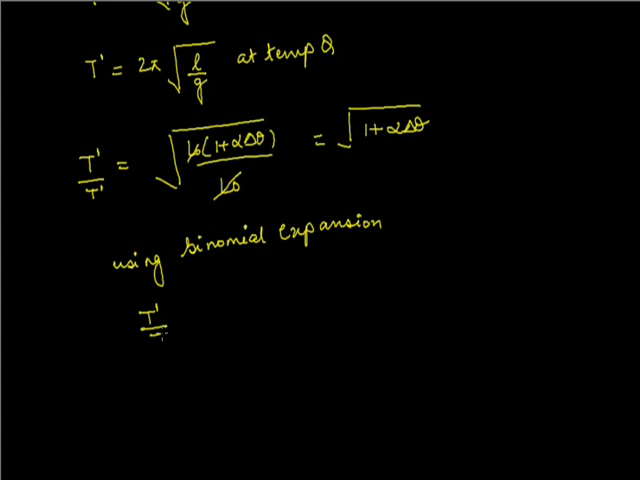 T' = 2π √(l/g) at temp θ
T'/T' = √(l₀(1+αΔθ)/l₀) = √(1+αΔθ)
using binomial expansion
T'